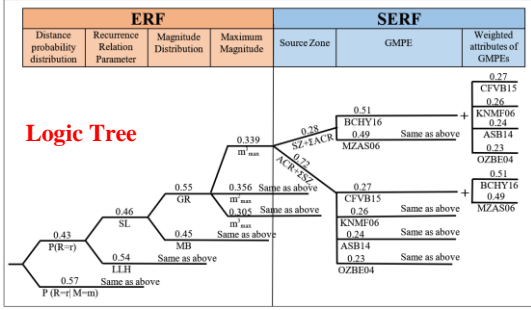 ERF
SERF
Distance probability distribution
Recurrence Relation Parameter
Magnitude Distribution
Maximum Magnitude
Source Zone
GMPE
Weighted attributes of GMPEs
Logic Tree
0.43
P(R=r)
0.57
P (R=r| M=m)
Same as above
0.46
SL
0.54
LLH
Same as above
0.55
GR
0.45
MB
Same as above
0.339
m¹max
0.356
m²max
Same as above
0.305
m³max
Same as above
0.28
SZ+ΣACR
0.72
ACR+ΣSZ
0.51
BCHY16
0.49
MZAS06
Same as above
+
0.27
CFVB15
0.26
KNMF06
0.24
ASB14
0.23
OZBE04
0.27
CFVB15
0.26
KNMF06
Same as above
0.24
ASB14
Same as above
0.23
OZBE04
Same as above
+
0.51
BCHY16
0.49
MZAS06